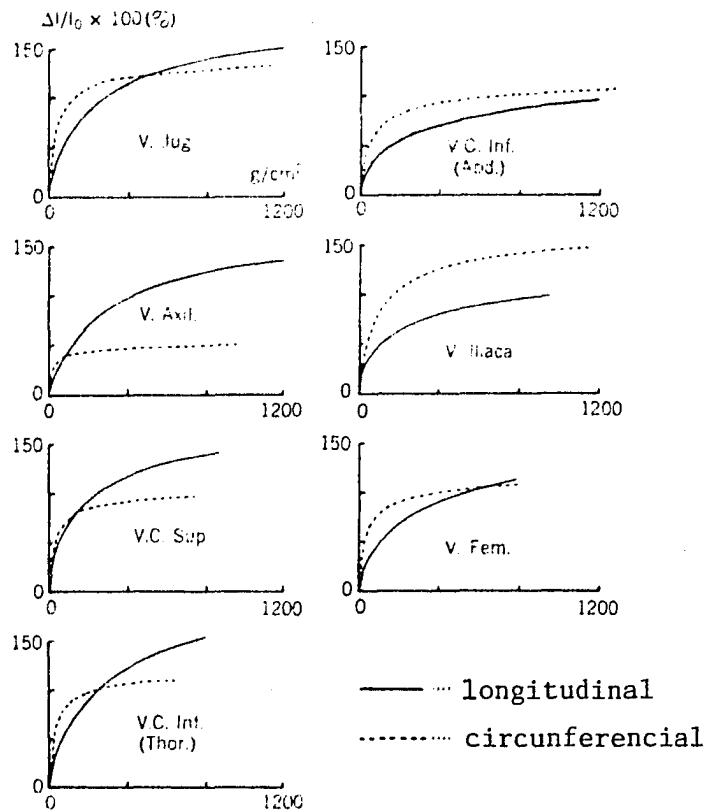 ΔI/I₀ × 100 (%)
150
0
V. Jug
g/cm²
0
1200
150
0
V.C. Inf.
(Abd.)
0
1200
150
0
V. Axil.
0
1200
150
0
V. Iliaca
0
1200
150
0
V.C. Sup
0
1200
150
0
V. Fem.
0
1200
150
0
V.C. Inf.
(Thor.)
0
1200
longitudinal
circunferencial